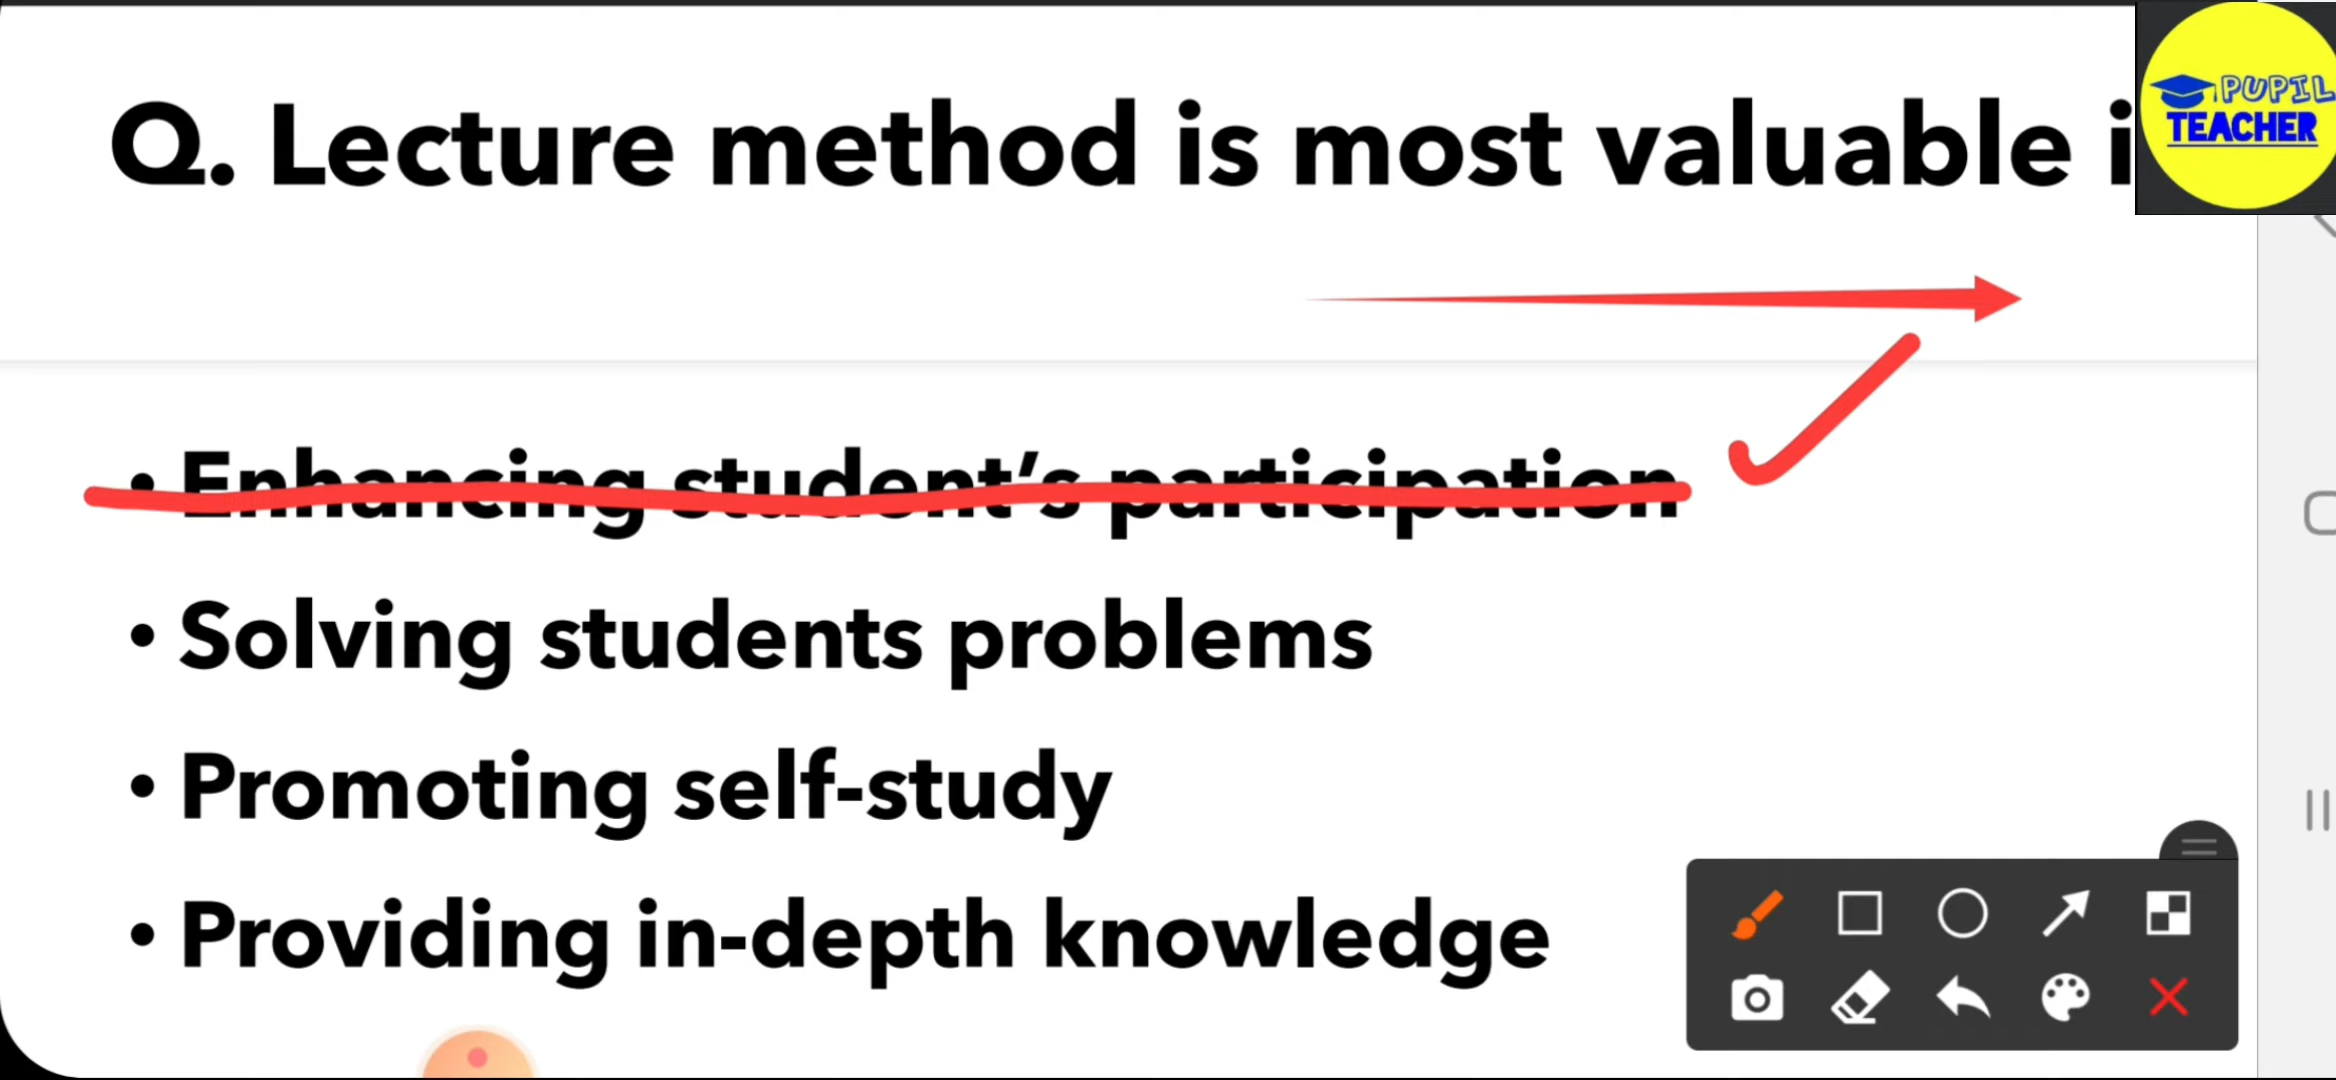 Q. Lecture method is most valuable i
PUPIL
TEACHER
• Enhancing student’s participation
• Solving students problems
• Promoting self-study
• Providing in-depth knowledge